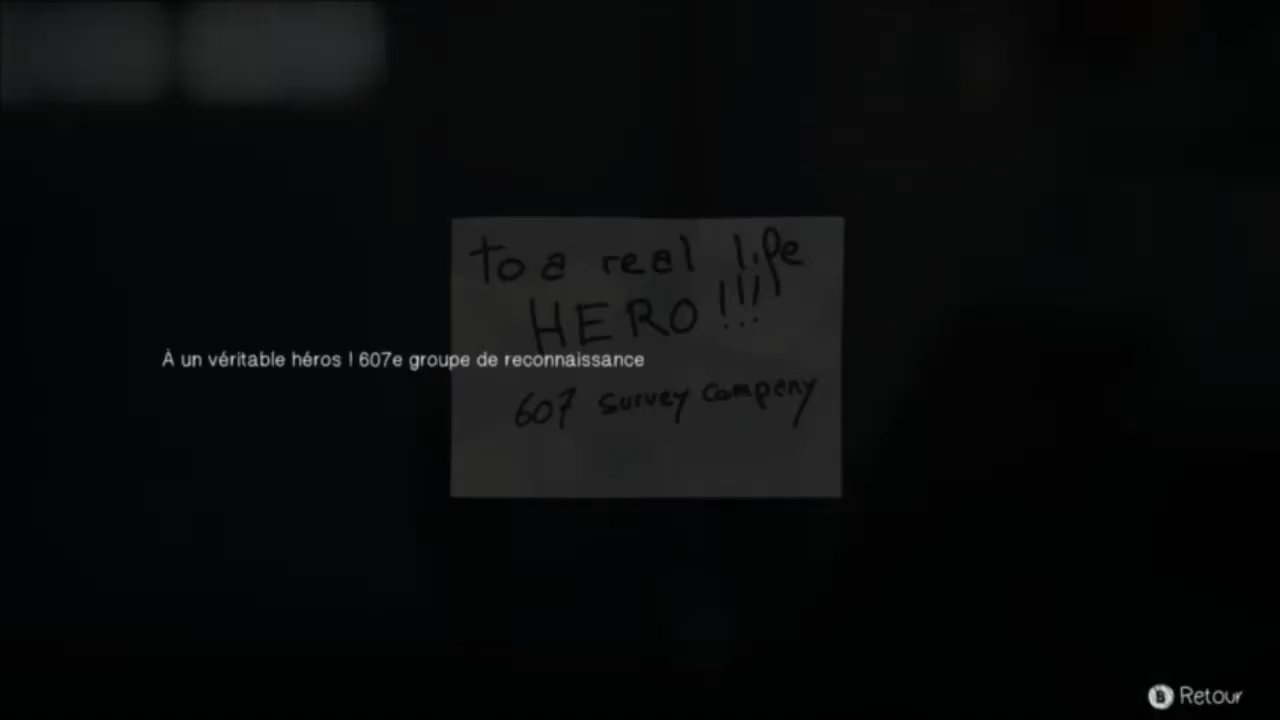 to a real life
HERO!!!
À un véritable héros ! 607e groupe de reconnaissance
607 survey company
B Retour